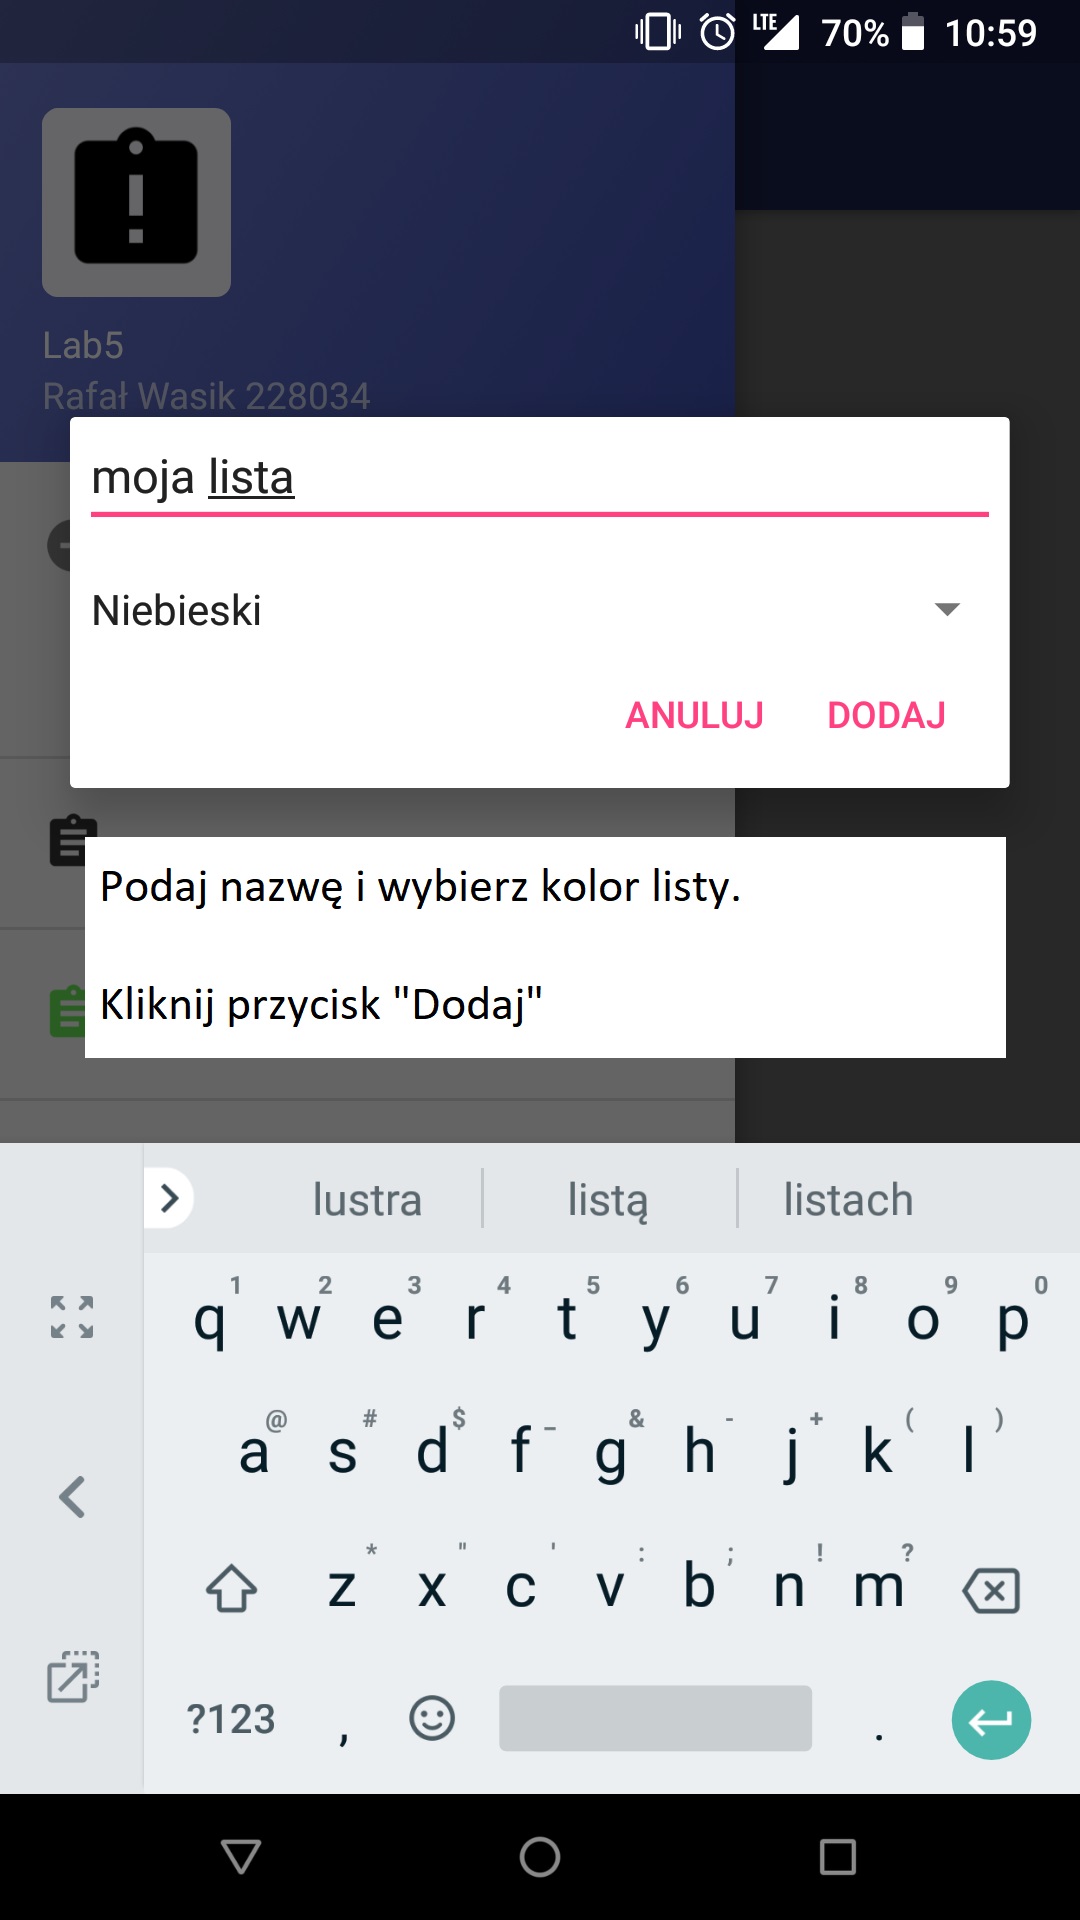 LTE 70% 10:59
Lab5
Rafał Wasik 228034
moja lista
Niebieski
ANULUJ DODAJ
Podaj nazwę i wybierz kolor listy.
Kliknij przycisk "Dodaj"
lustra listą listach
1 2 3 4 5 6 7 8 9 0
q w e r t y u i o p
@ # $ _ & - + ( )
a s d f g h j k l
* " ' : ; ! ?
z x c v b n m
?123 , .